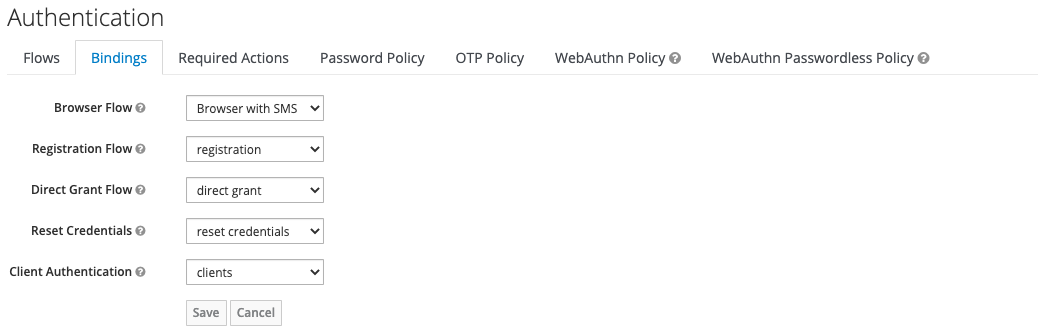 Authentication
Flows Bindings Required Actions Password Policy OTP Policy WebAuthn Policy WebAuthn Passwordless Policy
Browser Flow Browser with SMS
Registration Flow registration
Direct Grant Flow direct grant
Reset Credentials reset credentials
Client Authentication clients
Save Cancel